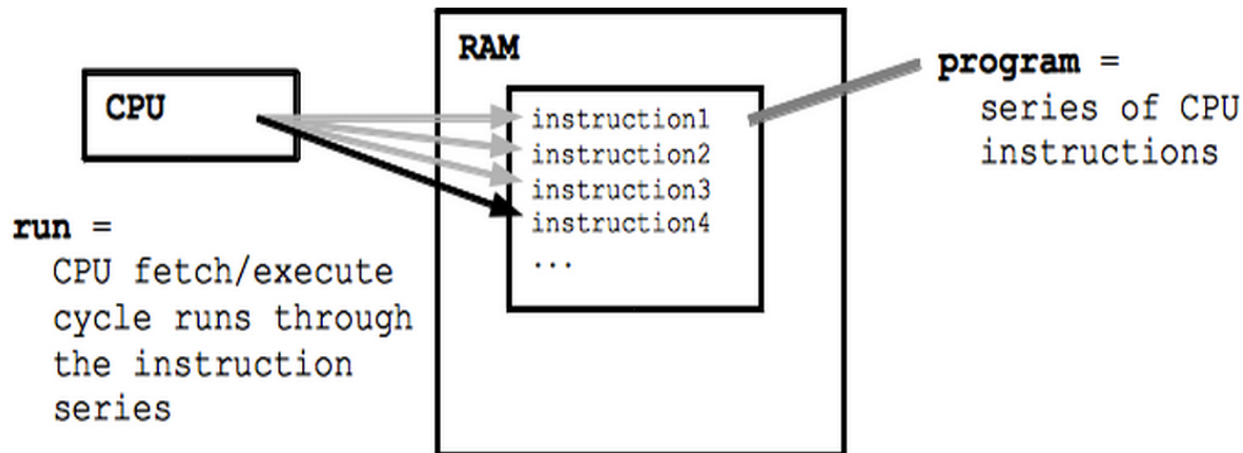 CPU
run =
CPU fetch/execute
cycle runs through
the instruction
series
RAM
instruction1
instruction2
instruction3
instruction4
...
program =
series of CPU
instructions